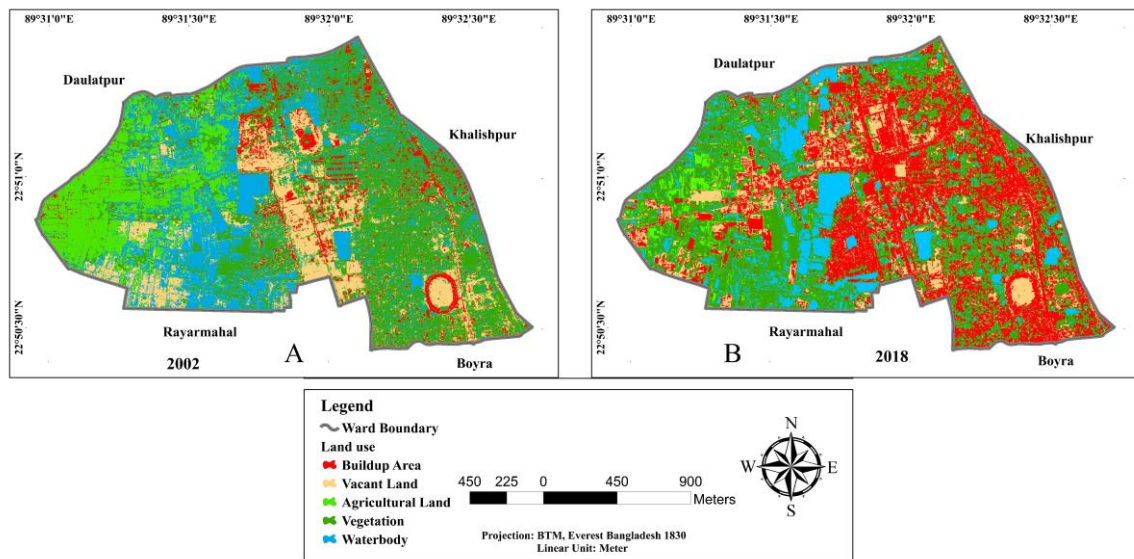 89°31'0"E 89°31'30"E 89°32'0"E 89°32'30"E
Daulatpur
Khalishpur
22°51'0"N
22°50'30"N
Rayarmahal
2002
A
Boyra
89°31'0"E 89°31'30"E 89°32'0"E 89°32'30"E
Daulatpur
Khalishpur
22°51'0"N
22°50'30"N
Rayarmahal
B
2018
Boyra
Legend
Ward Boundary
Land use
Buildup Area
Vacant Land
Agricultural Land
Vegetation
Waterbody
450 225 0 450 900
Meters
Projection: BTM, Everest Bangladesh 1830
Linear Unit: Meter
N
W E
S